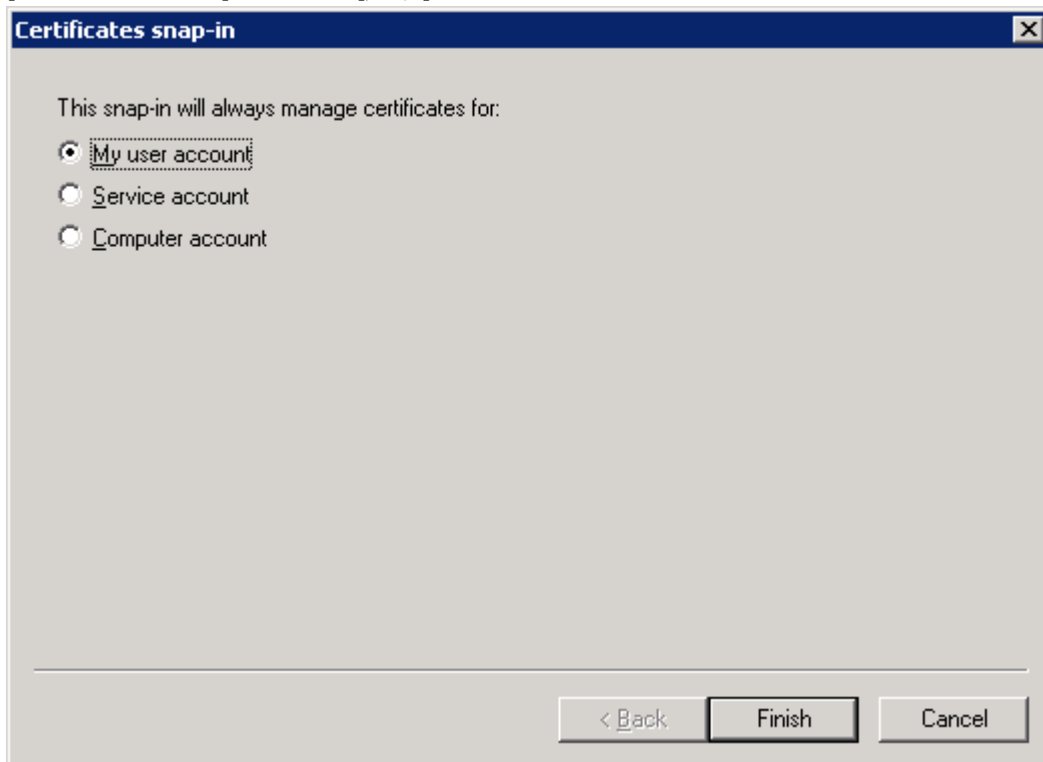 Certificates snap-in
This snap-in will always manage certificates for:
My user account
Service account
Computer account
< Back
Finish
Cancel